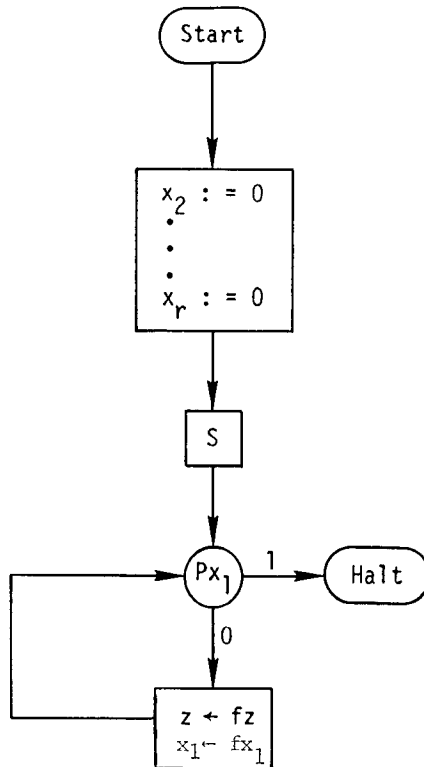 Start
x₂ : = 0
•
•
•
xᵣ : = 0
S
Px₁
1
Halt
0
z ← fz
x₁ ← fx₁